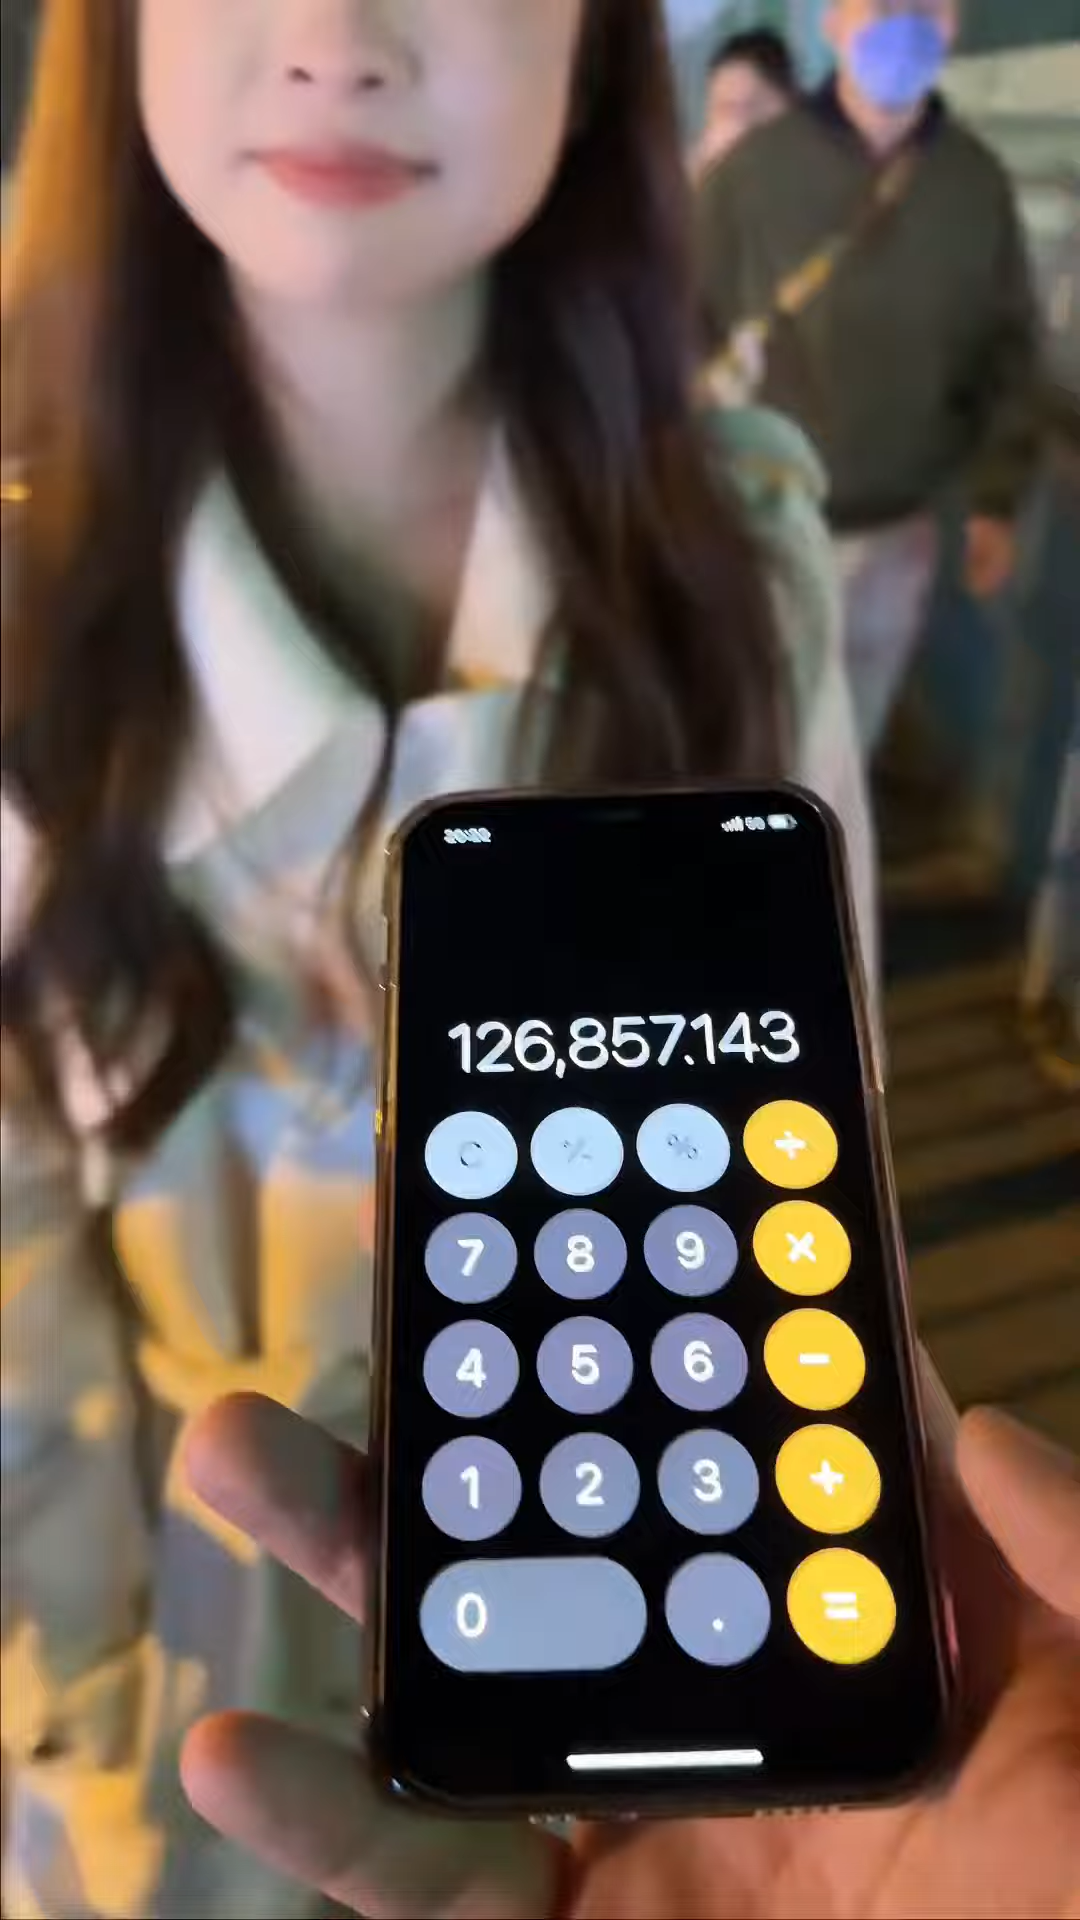 126,857.143
C % ÷
7 8 9 ×
4 5 6 −
1 2 3 +
0 . =